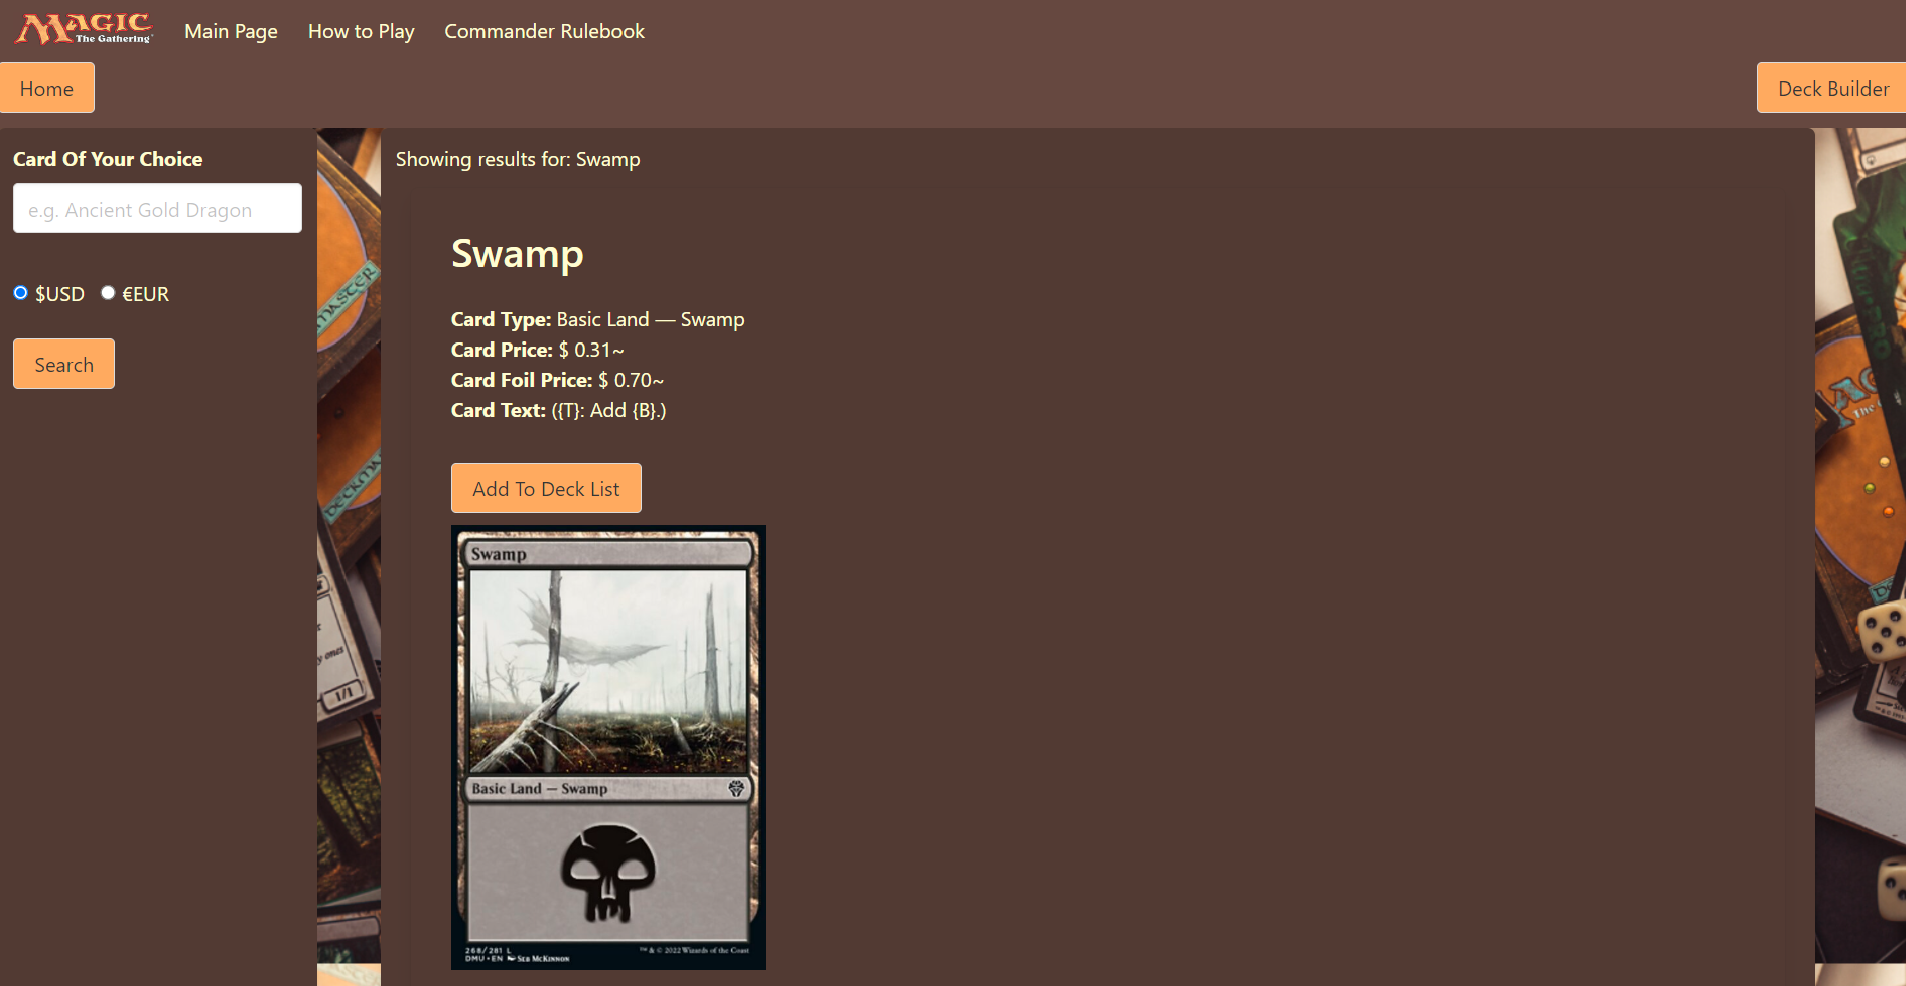 MAGIC
The Gathering
Main Page
How to Play
Commander Rulebook
Home
Deck Builder
Card Of Your Choice
e.g. Ancient Gold Dragon
$USD
€EUR
Search
Showing results for: Swamp
Swamp
Card Type: Basic Land — Swamp
Card Price: $ 0.31~
Card Foil Price: $ 0.70~
Card Text: ({T}: Add {B}.)
Add To Deck List
Swamp
Basic Land — Swamp
268/281 L
DMU • EN Seb McKinnon
™ & © 2022 Wizards of the Coast
1/1